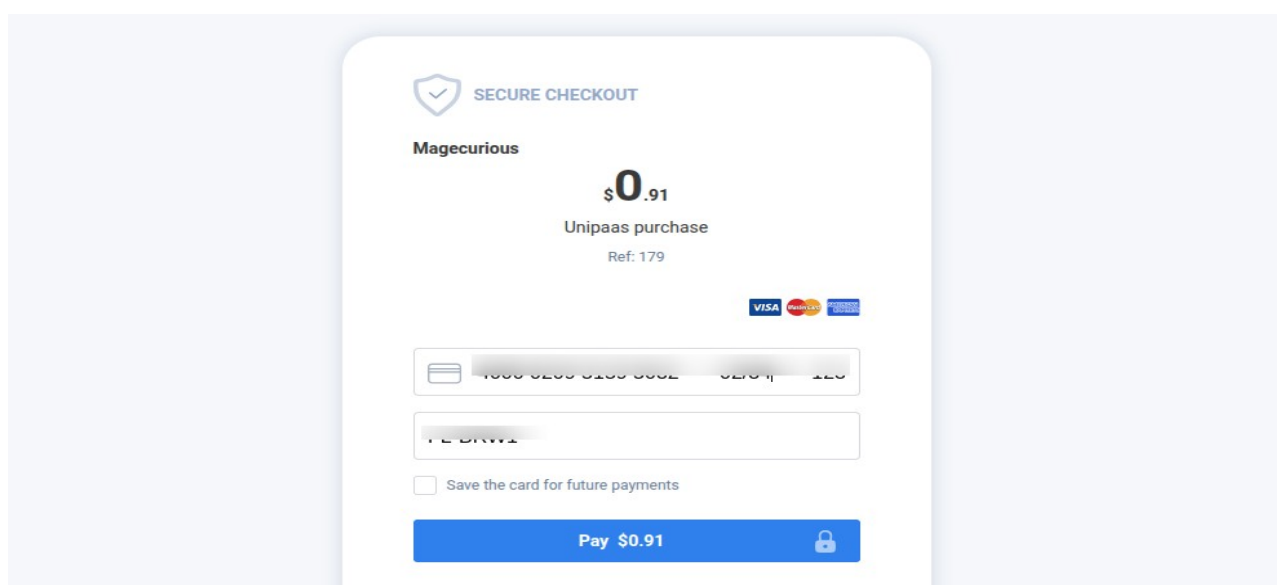 SECURE CHECKOUT
Magecurious
$0.91
Unipaas purchase
Ref: 179
VISA MasterCard
Save the card for future payments
Pay $0.91